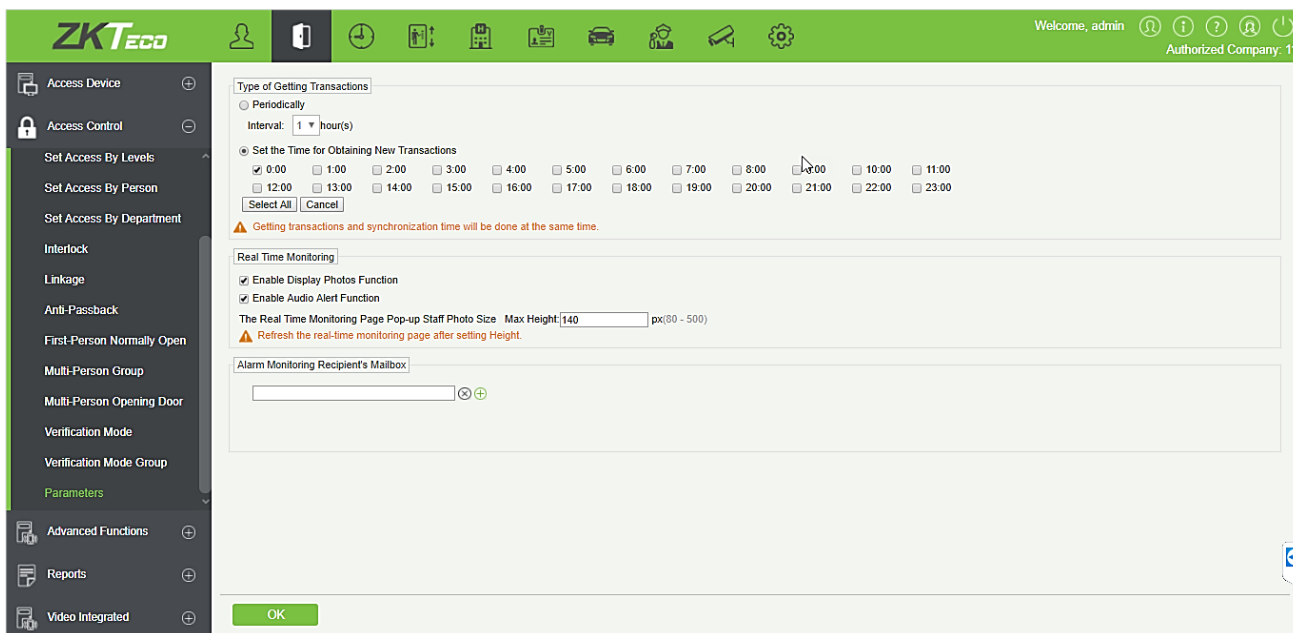 ZKTeco
Welcome, admin
Authorized Company: 1
Access Device
Access Control
Set Access By Levels
Set Access By Person
Set Access By Department
Interlock
Linkage
Anti-Passback
First-Person Normally Open
Multi-Person Group
Multi-Person Opening Door
Verification Mode
Verification Mode Group
Parameters
Advanced Functions
Reports
Video Integrated
Type of Getting Transactions
Periodically
Interval: 1 hour(s)
Set the Time for Obtaining New Transactions
0:00 1:00 2:00 3:00 4:00 5:00 6:00 7:00 8:00 :00 10:00 11:00
12:00 13:00 14:00 15:00 16:00 17:00 18:00 19:00 20:00 21:00 22:00 23:00
Select All Cancel
Getting transactions and synchronization time will be done at the same time.
Real Time Monitoring
Enable Display Photos Function
Enable Audio Alert Function
The Real Time Monitoring Page Pop-up Staff Photo Size Max Height: 140 px(80 - 500)
Refresh the real-time monitoring page after setting Height.
Alarm Monitoring Recipient's Mailbox
OK